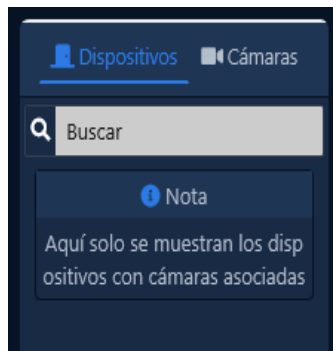 Dispositivos Cámaras
Buscar
Nota
Aquí solo se muestran los disp
ositivos con cámaras asociadas